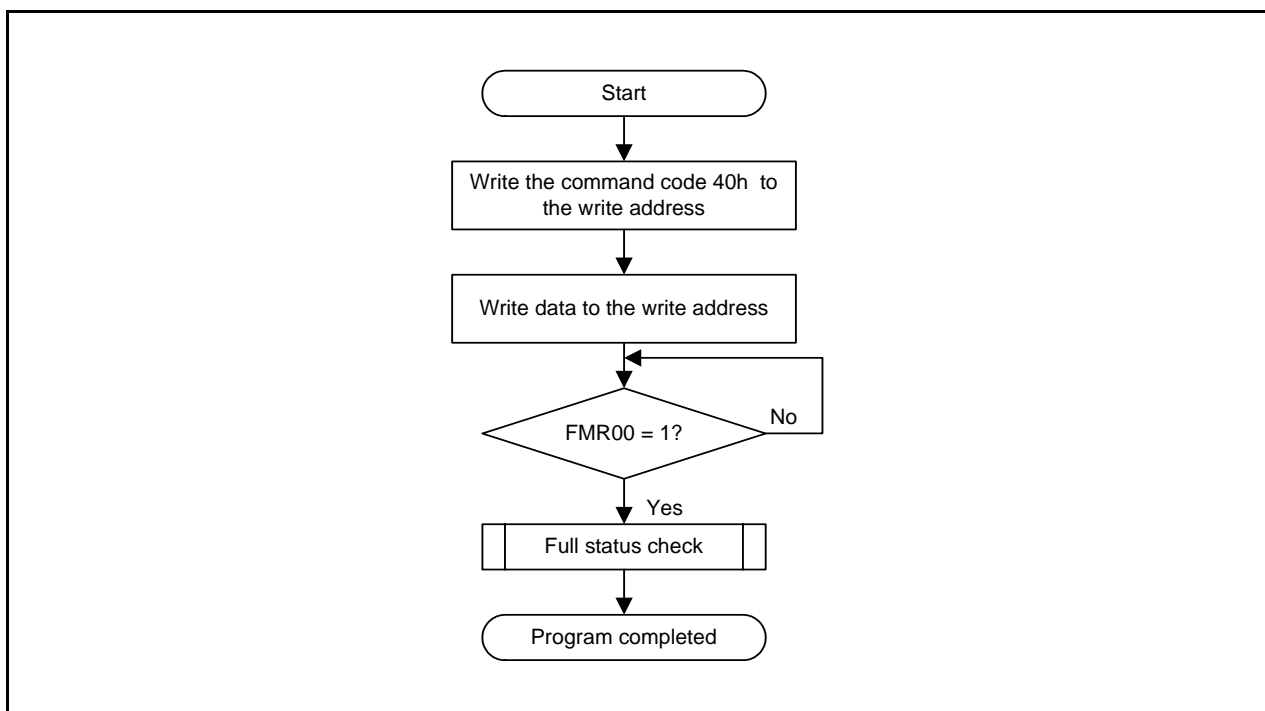 Start
Write the command code 40h to
the write address
Write data to the write address
FMR00 = 1?
No
Yes
Full status check
Program completed